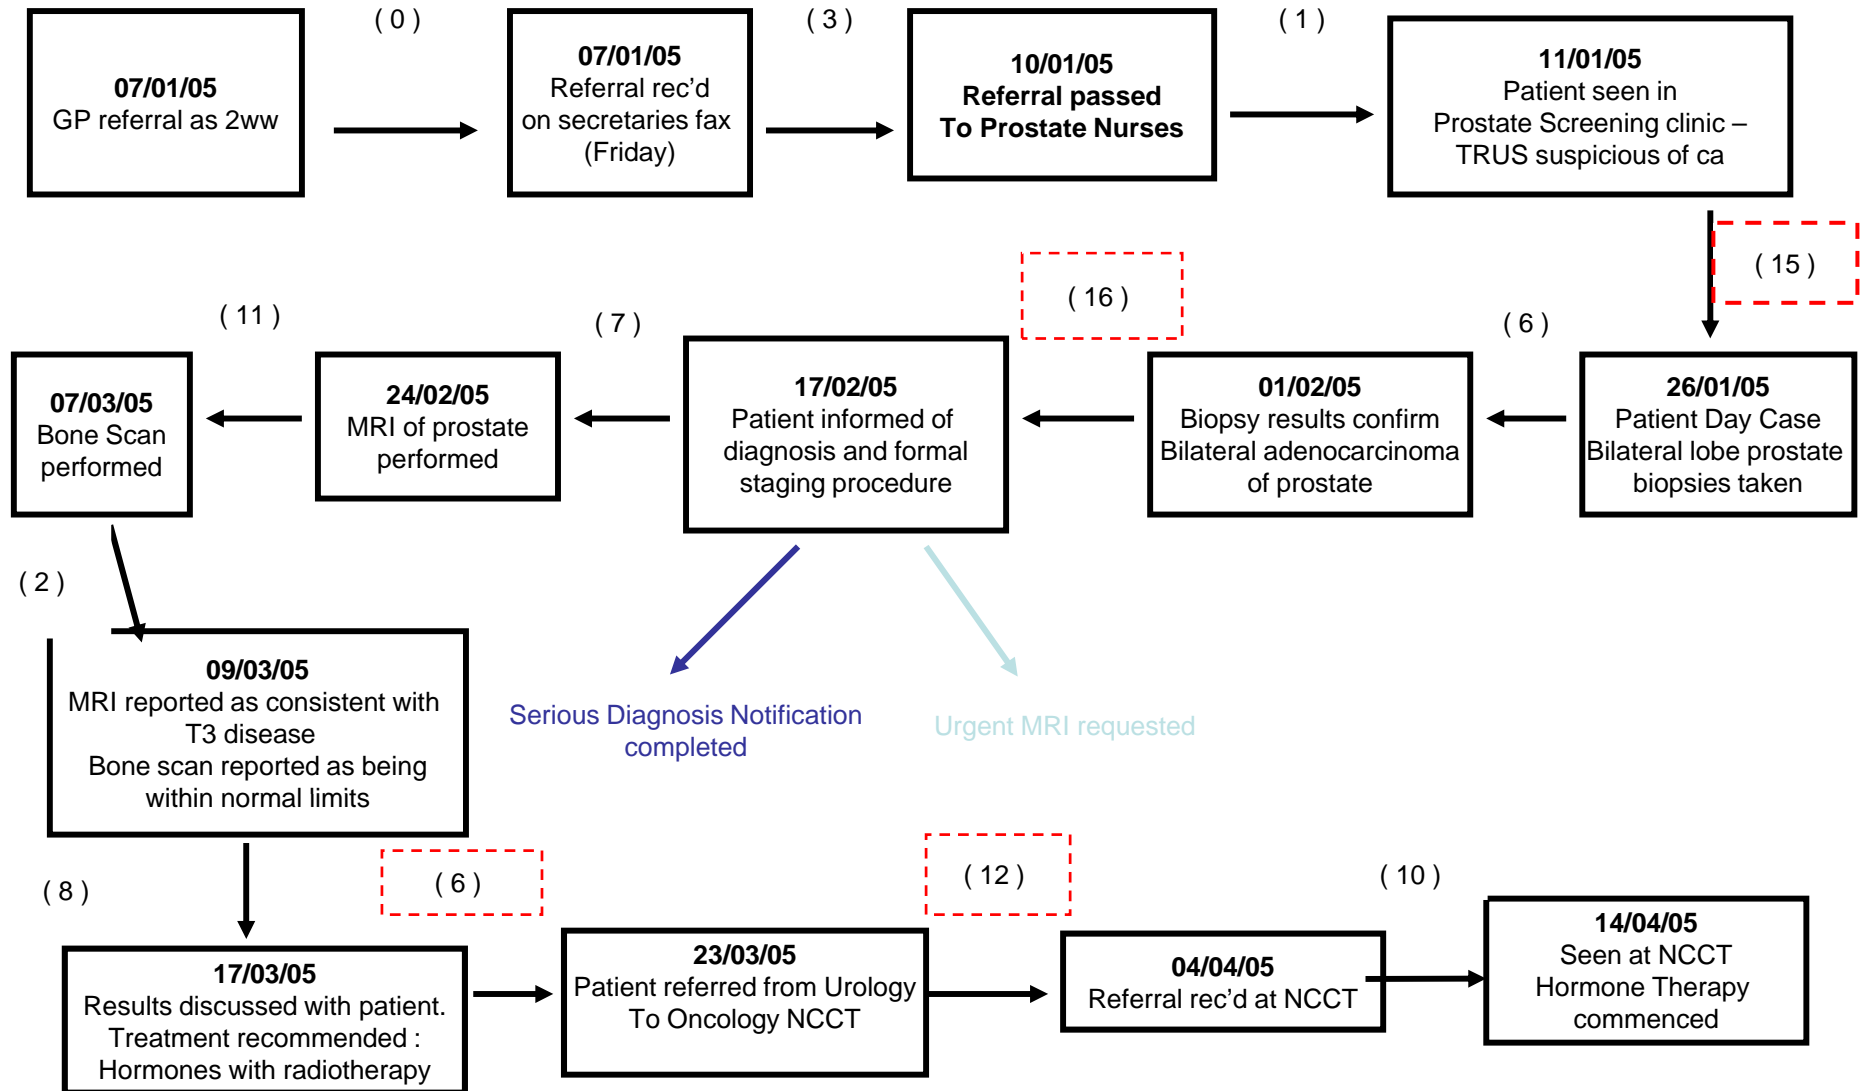 ( 0 )
( 3 )
( 1 )
07/01/05
GP referral as 2ww
07/01/05
Referral rec’d
on secretaries fax
(Friday)
10/01/05
Referral passed
To Prostate Nurses
11/01/05
Patient seen in
Prostate Screening clinic –
TRUS suspicious of ca
( 15 )
( 16 )
( 11 )
( 7 )
( 6 )
26/01/05
Patient Day Case
Bilateral lobe prostate
biopsies taken
01/02/05
Biopsy results confirm
Bilateral adenocarcinoma
of prostate
17/02/05
Patient informed of
diagnosis and formal
staging procedure
24/02/05
MRI of prostate
performed
07/03/05
Bone Scan
performed
Serious Diagnosis Notification
completed
Urgent MRI requested
( 2 )
09/03/05
MRI reported as consistent with
T3 disease
Bone scan reported as being
within normal limits
( 8 )
( 6 )
( 12 )
( 10 )
17/03/05
Results discussed with patient.
Treatment recommended :
Hormones with radiotherapy
23/03/05
Patient referred from Urology
To Oncology NCCT
04/04/05
Referral rec’d at NCCT
14/04/05
Seen at NCCT
Hormone Therapy
commenced